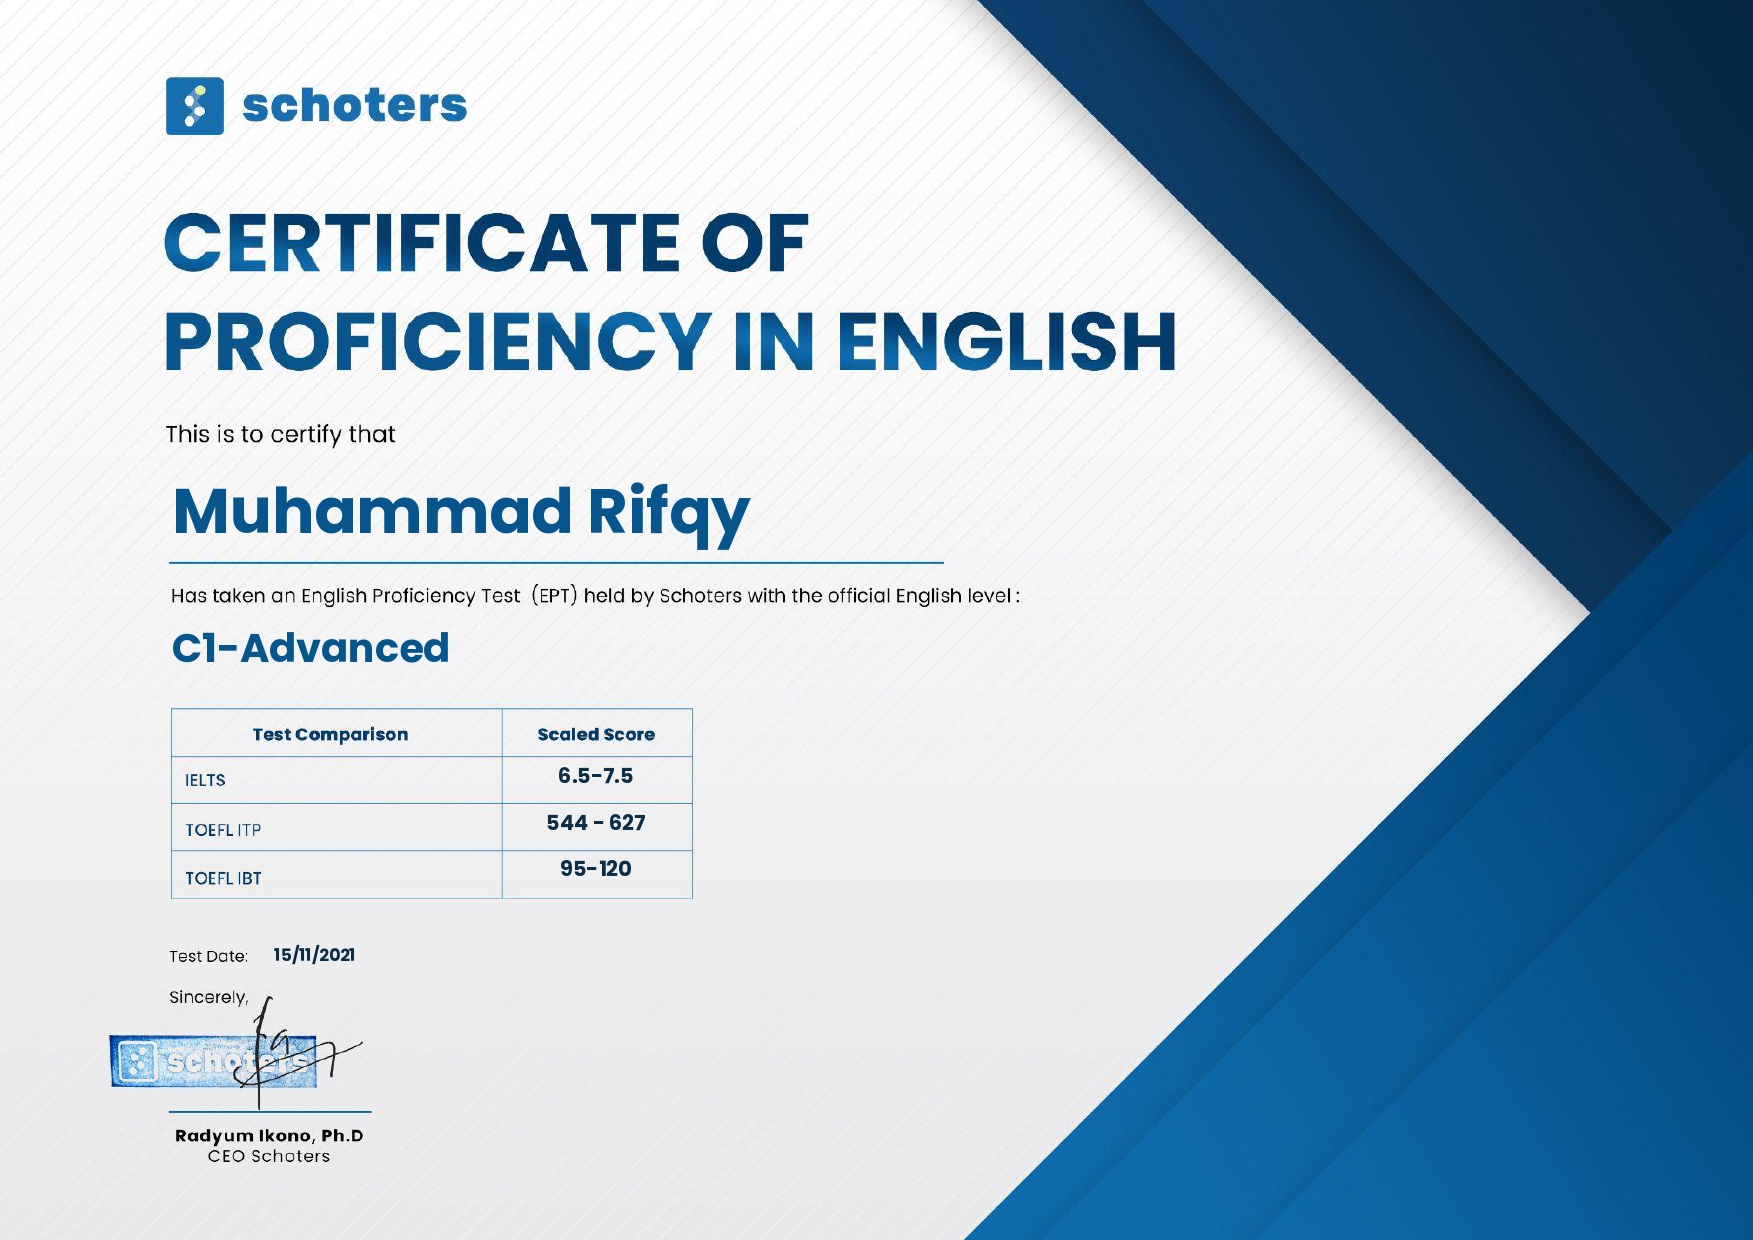 schoters
CERTIFICATE OF
PROFICIENCY IN ENGLISH
This is to certify that
Muhammad Rifqy
Has taken an English Proficiency Test (EPT) held by Schoters with the official English level :
C1-Advanced
Test Comparison Scaled Score
IELTS 6.5-7.5
TOEFL ITP 544 - 627
TOEFL IBT 95-120
Test Date: 15/11/2021
Sincerely,
schoters
Radyum Ikono, Ph.D
CEO Schoters